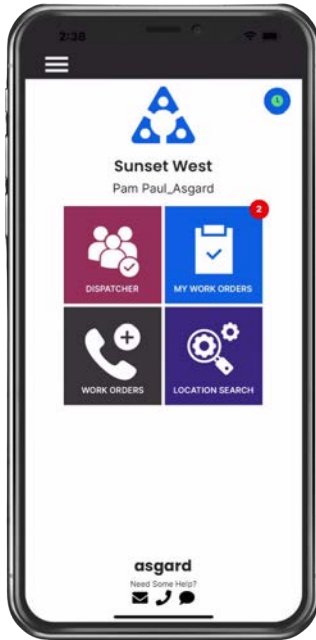 2:38
Sunset West
Pam Paul_Asgard
2
DISPATCHER
MY WORK ORDERS
WORK ORDERS
LOCATION SEARCH
asgard
Need Some Help?